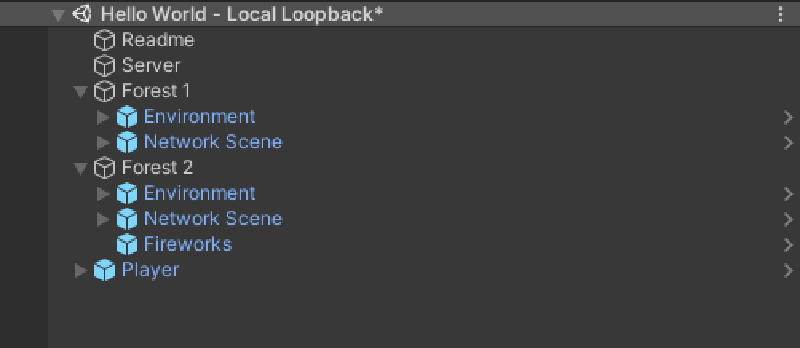 Hello World - Local Loopback*
Readme
Server
Forest 1
Environment
Network Scene
Forest 2
Environment
Network Scene
Fireworks
Player